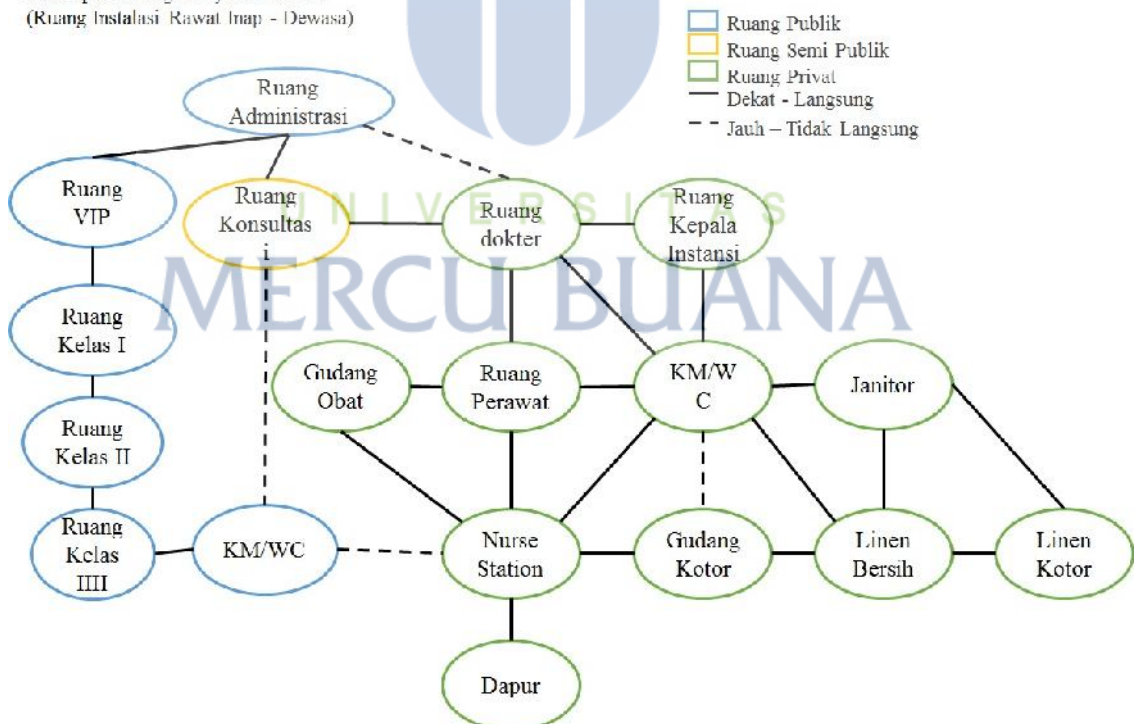 (Ruang Instalasi Rawat Inap - Dewasa)
Ruang Publik
Ruang Semi Publik
Ruang Privat
Dekat - Langsung
Jauh – Tidak Langsung
Ruang
Administrasi
Ruang
VIP
Ruang
Konsultas
i
Ruang
dokter
Ruang
Kepala
Instansi
UNIVERSITAS
MERCU BUANA
Ruang
Kelas I
Gudang
Obat
Ruang
Perawat
KM/W
C
Janitor
Ruang
Kelas II
Ruang
Kelas
IIII
KM/WC
Nurse
Station
Gudang
Kotor
Linen
Bersih
Linen
Kotor
Dapur